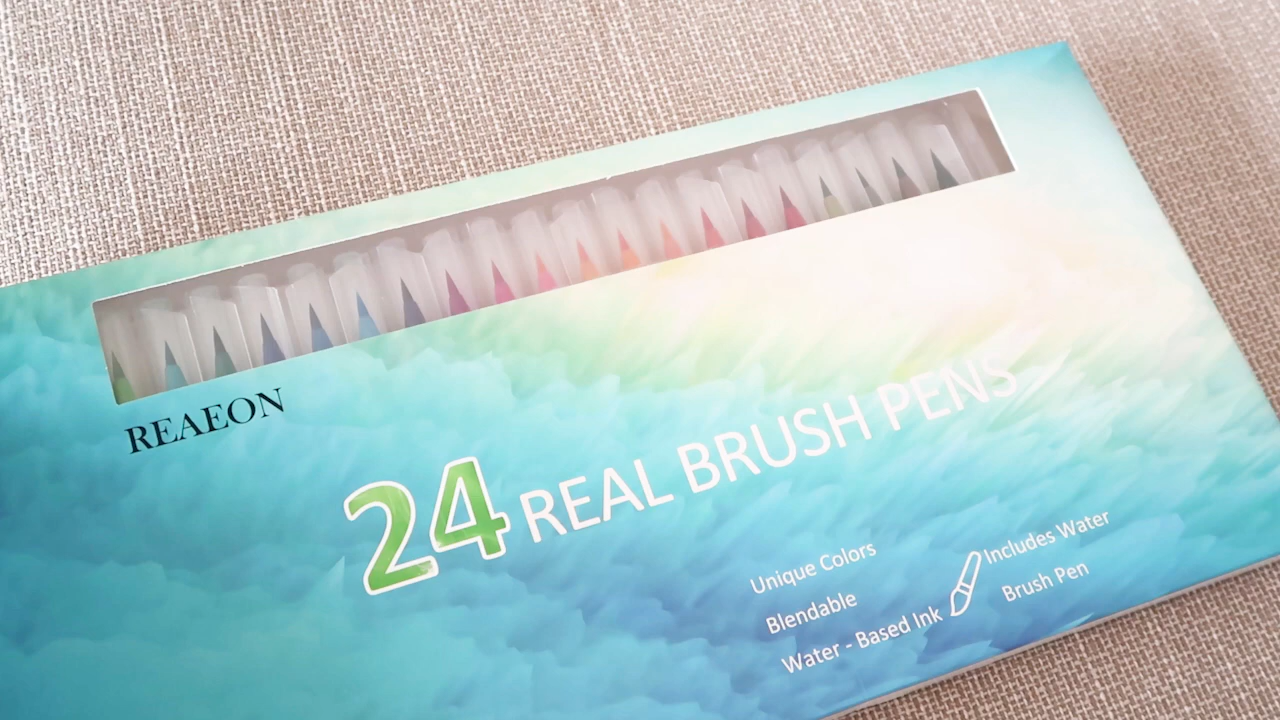 REAEON
24 REAL BRUSH PENS
Unique Colors
Blendable
Water - Based Ink
Includes Water
Brush Pen